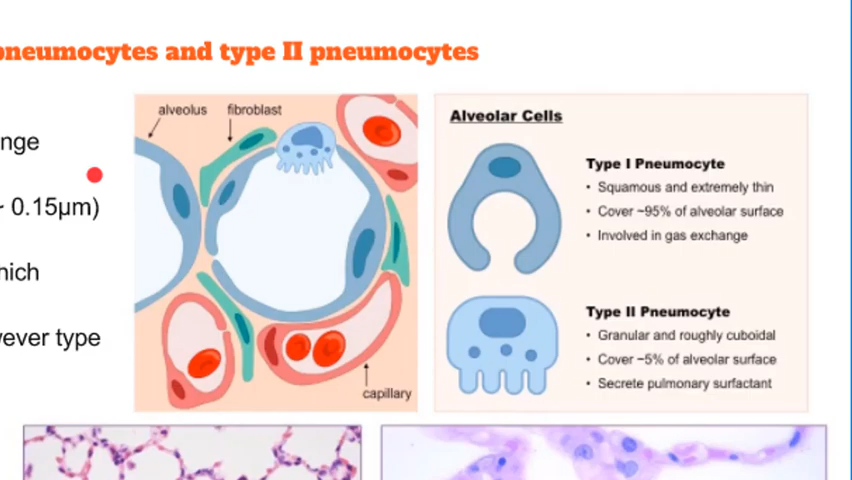 pneumocytes and type II pneumocytes
nge
~ 0.15µm)
hich
vever type
alveolus fibroblast
capillary
Alveolar Cells
Type I Pneumocyte
• Squamous and extremely thin
• Cover ~95% of alveolar surface
• Involved in gas exchange
Type II Pneumocyte
• Granular and roughly cuboidal
• Cover ~5% of alveolar surface
• Secrete pulmonary surfactant